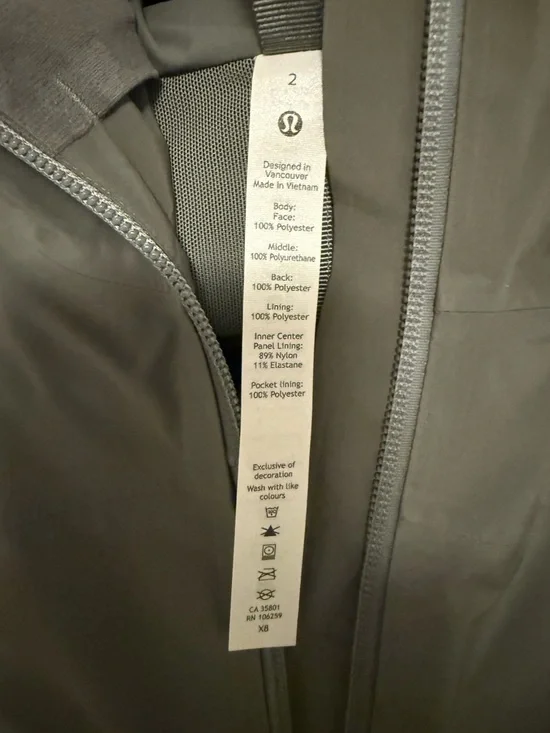 2
Designed in
Vancouver
Made in Vietnam
Body:
Face:
100% Polyester
Middle:
100% Polyurethane
Back:
100% Polyester
Lining:
100% Polyester
Inner Center
Panel Lining:
89% Nylon
11% Elastane
Pocket lining:
100% Polyester
Exclusive of
decoration
Wash with like
colours
CA 35801
RN 106259
XB